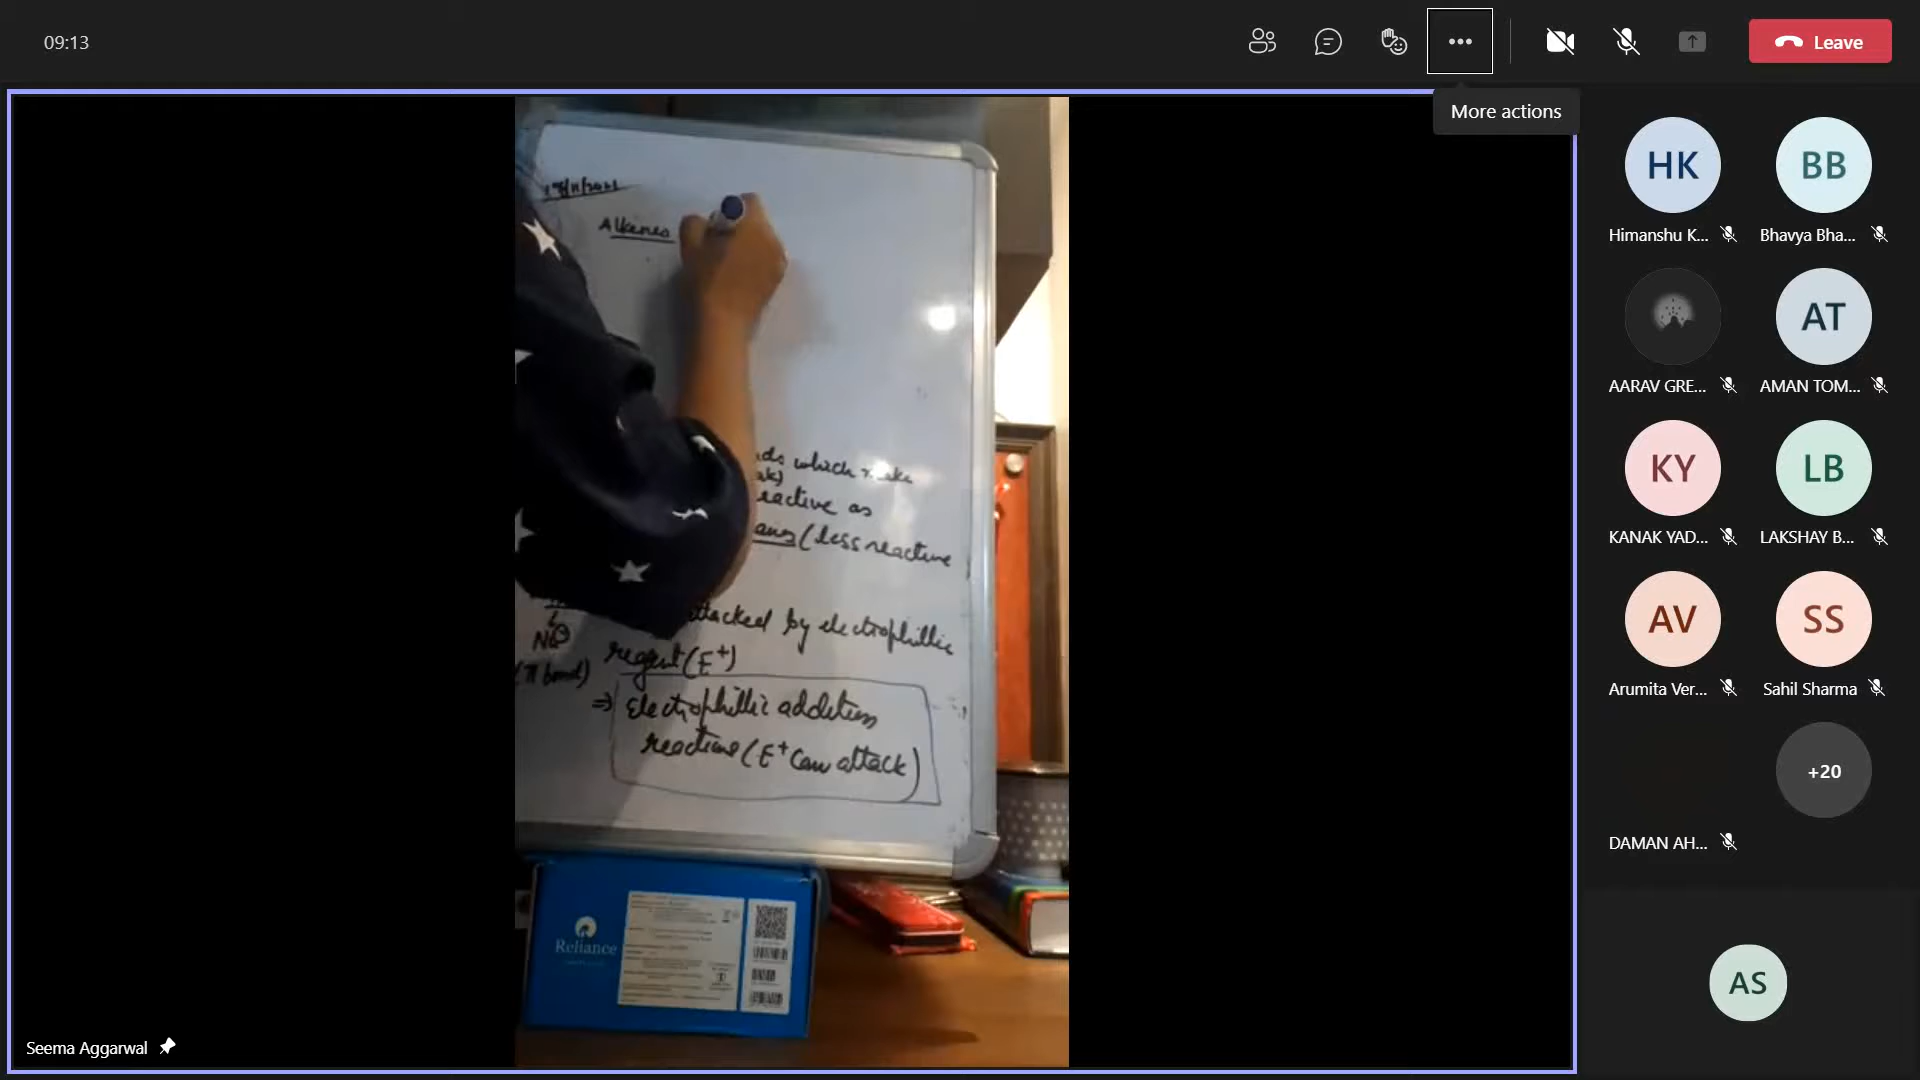 09:13
Leave
More actions
HK
BB
Himanshu K...
Bhavya Bha...
AT
AARAV GRE...
AMAN TOM...
KY
LB
KANAK YAD...
LAKSHAY B...
AV
SS
Arumita Ver...
Sahil Sharma
+20
DAMAN AH...
AS
Alkenes
which
reactive as
(less reactive
attacked by electrophillic
regent (E+)
(π bond)
⇒ Electrophillic addition
reactions (E+ can attack)
Reliance
Seema Aggarwal